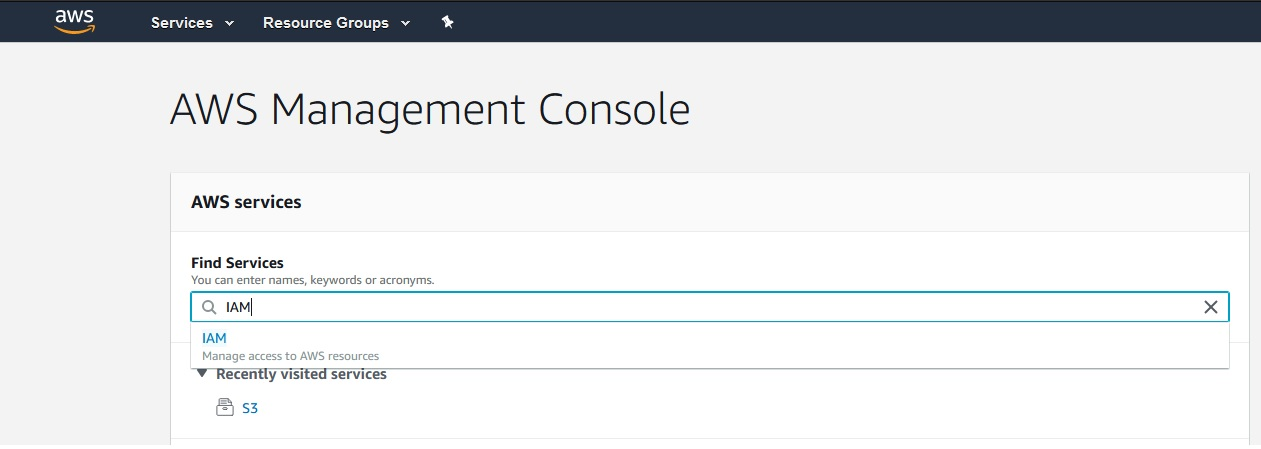 aws Services Resource Groups
AWS Management Console
AWS services
Find Services
You can enter names, keywords or acronyms.
IAM
IAM
Manage access to AWS resources
Recently visited services
S3